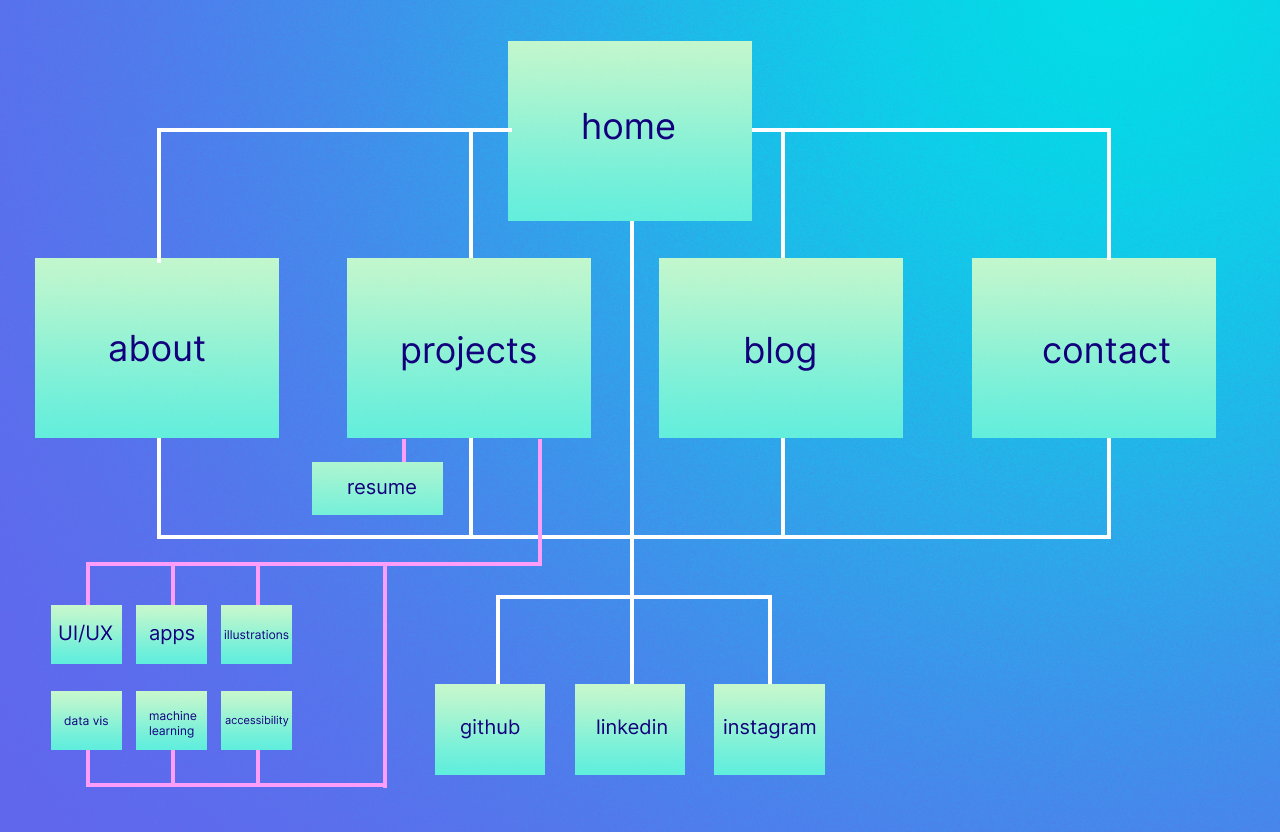 home
about
projects
blog
contact
resume
UI/UX
apps
illustrations
data vis
machine
learning
accessibility
github
linkedin
instagram